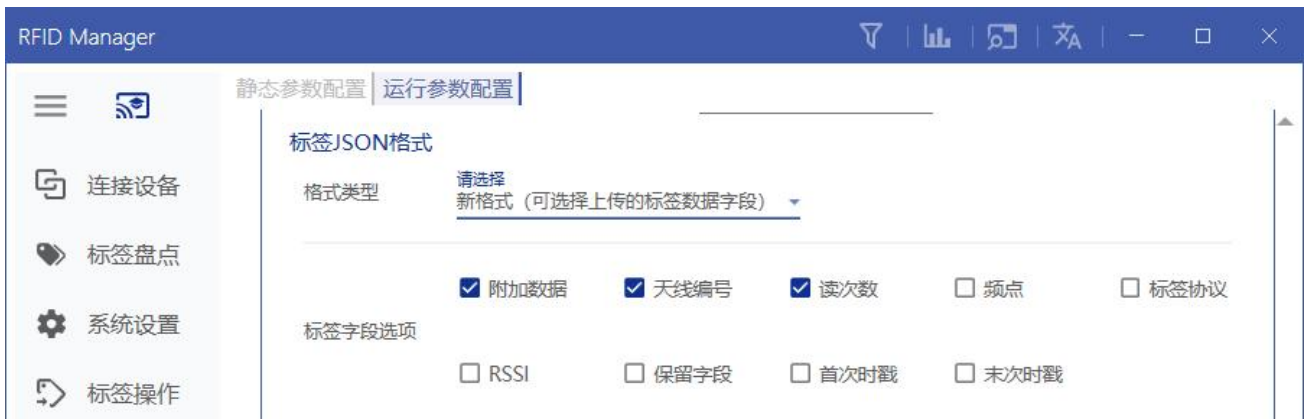 RFID Manager
静态参数配置 运行参数配置
标签JSON格式
连接设备
格式类型
请选择
新格式（可选择上传的标签数据字段）
标签盘点
附加数据 天线编号 读次数 频点 标签协议
系统设置
标签字段选项
RSSI 保留字段 首次时戳 末次时戳
标签操作